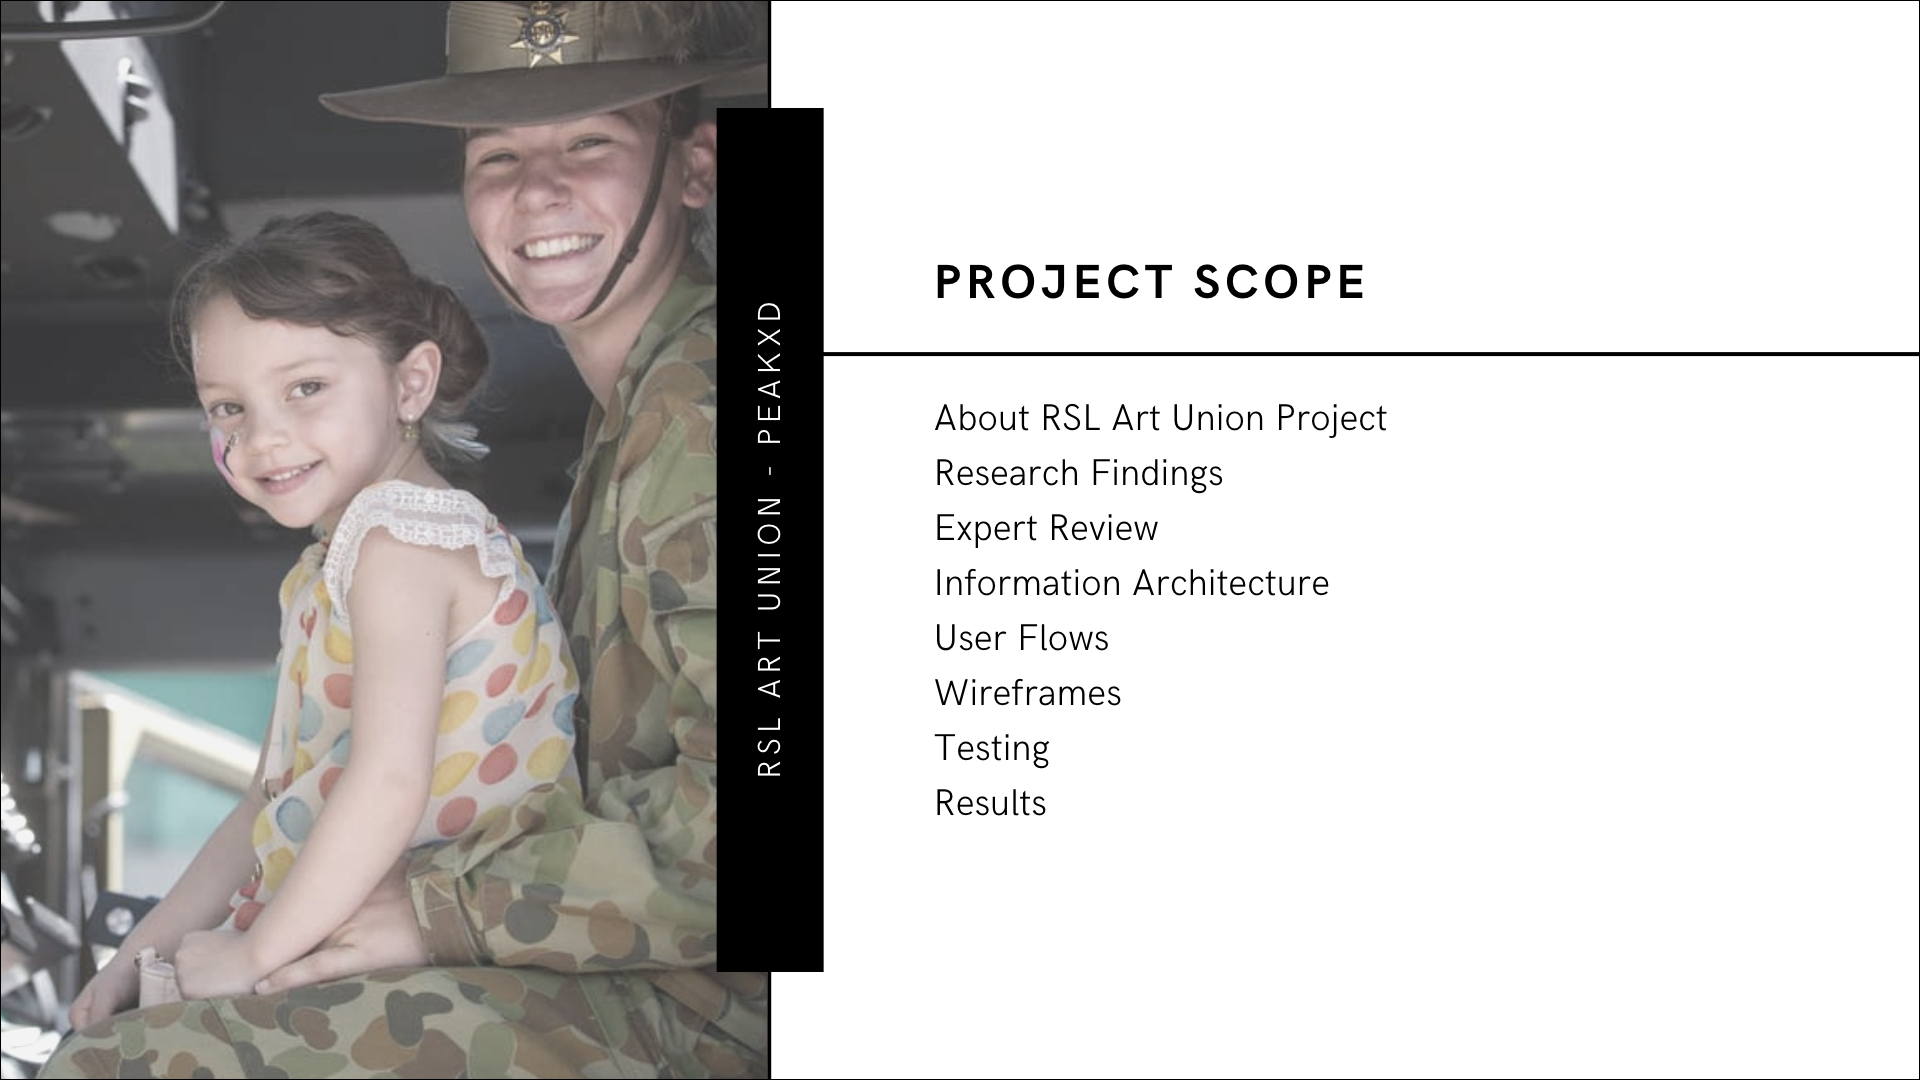 RSL ART UNION - PEAKXD
PROJECT SCOPE
About RSL Art Union Project
Research Findings
Expert Review
Information Architecture
User Flows
Wireframes
Testing
Results